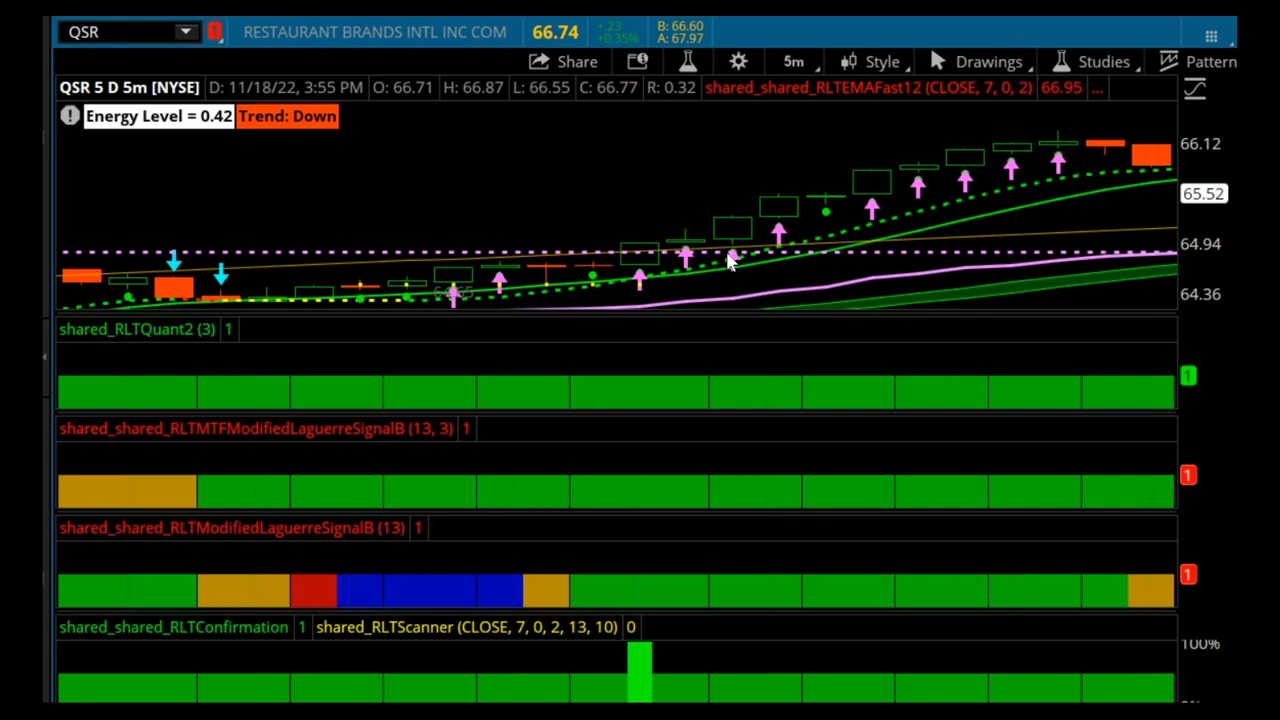 QSR 1 RESTAURANT BRANDS INTL INC COM 66.74 +.23 +0.35% B: 66.60 A: 67.97
Share 5m Style Drawings Studies Pattern
QSR 5 D 5m [NYSE] D: 11/18/22, 3:55 PM O: 66.71 H: 66.87 L: 66.55 C: 66.77 R: 0.32 shared_shared_RLTEMAFast12 (CLOSE, 7, 0, 2) 66.95 ...
Energy Level = 0.42 Trend: Down
66.12
65.52
64.94
64.36
shared_RLTQuant2 (3) 1
1
shared_shared_RLTMTFModifiedLaguerreSignalB (13, 3) 1
1
shared_shared_RLTModifiedLaguerreSignalB (13) 1
1
shared_shared_RLTConfirmation 1 shared_RLTScanner (CLOSE, 7, 0, 2, 13, 10) 0
100%